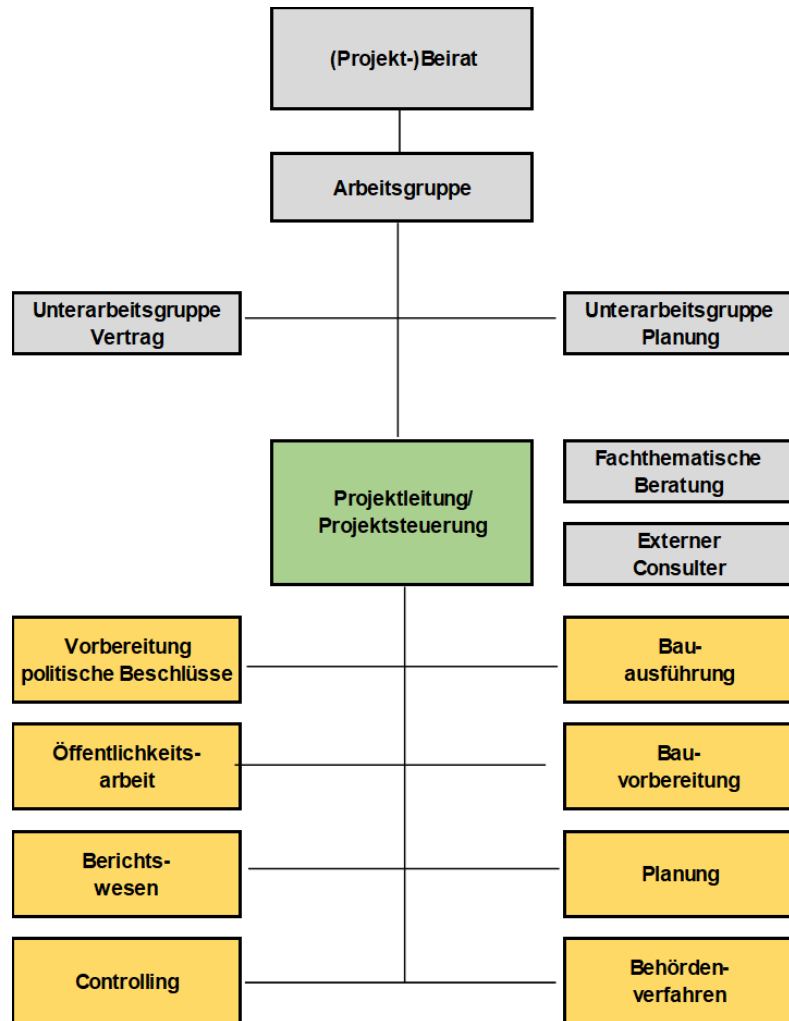 (Projekt-)Beirat
Arbeitsgruppe
Unterarbeitsgruppe
Vertrag
Unterarbeitsgruppe
Planung
Projektleitung/
Projektsteuerung
Fachthematische
Beratung
Externer
Consulter
Vorbereitung
politische Beschlüsse
Bau-
ausführung
Öffentlichkeits-
arbeit
Bau-
vorbereitung
Berichts-
wesen
Planung
Controlling
Behörden-
verfahren